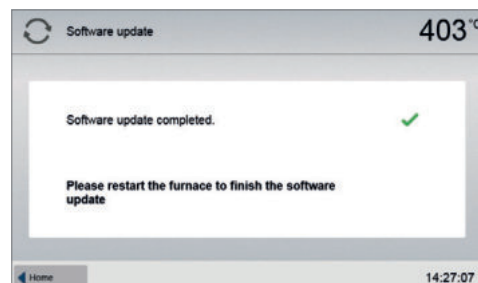 Software update
403 °C
Software update completed.
Please restart the furnace to finish the software
update
Home
14:27:07